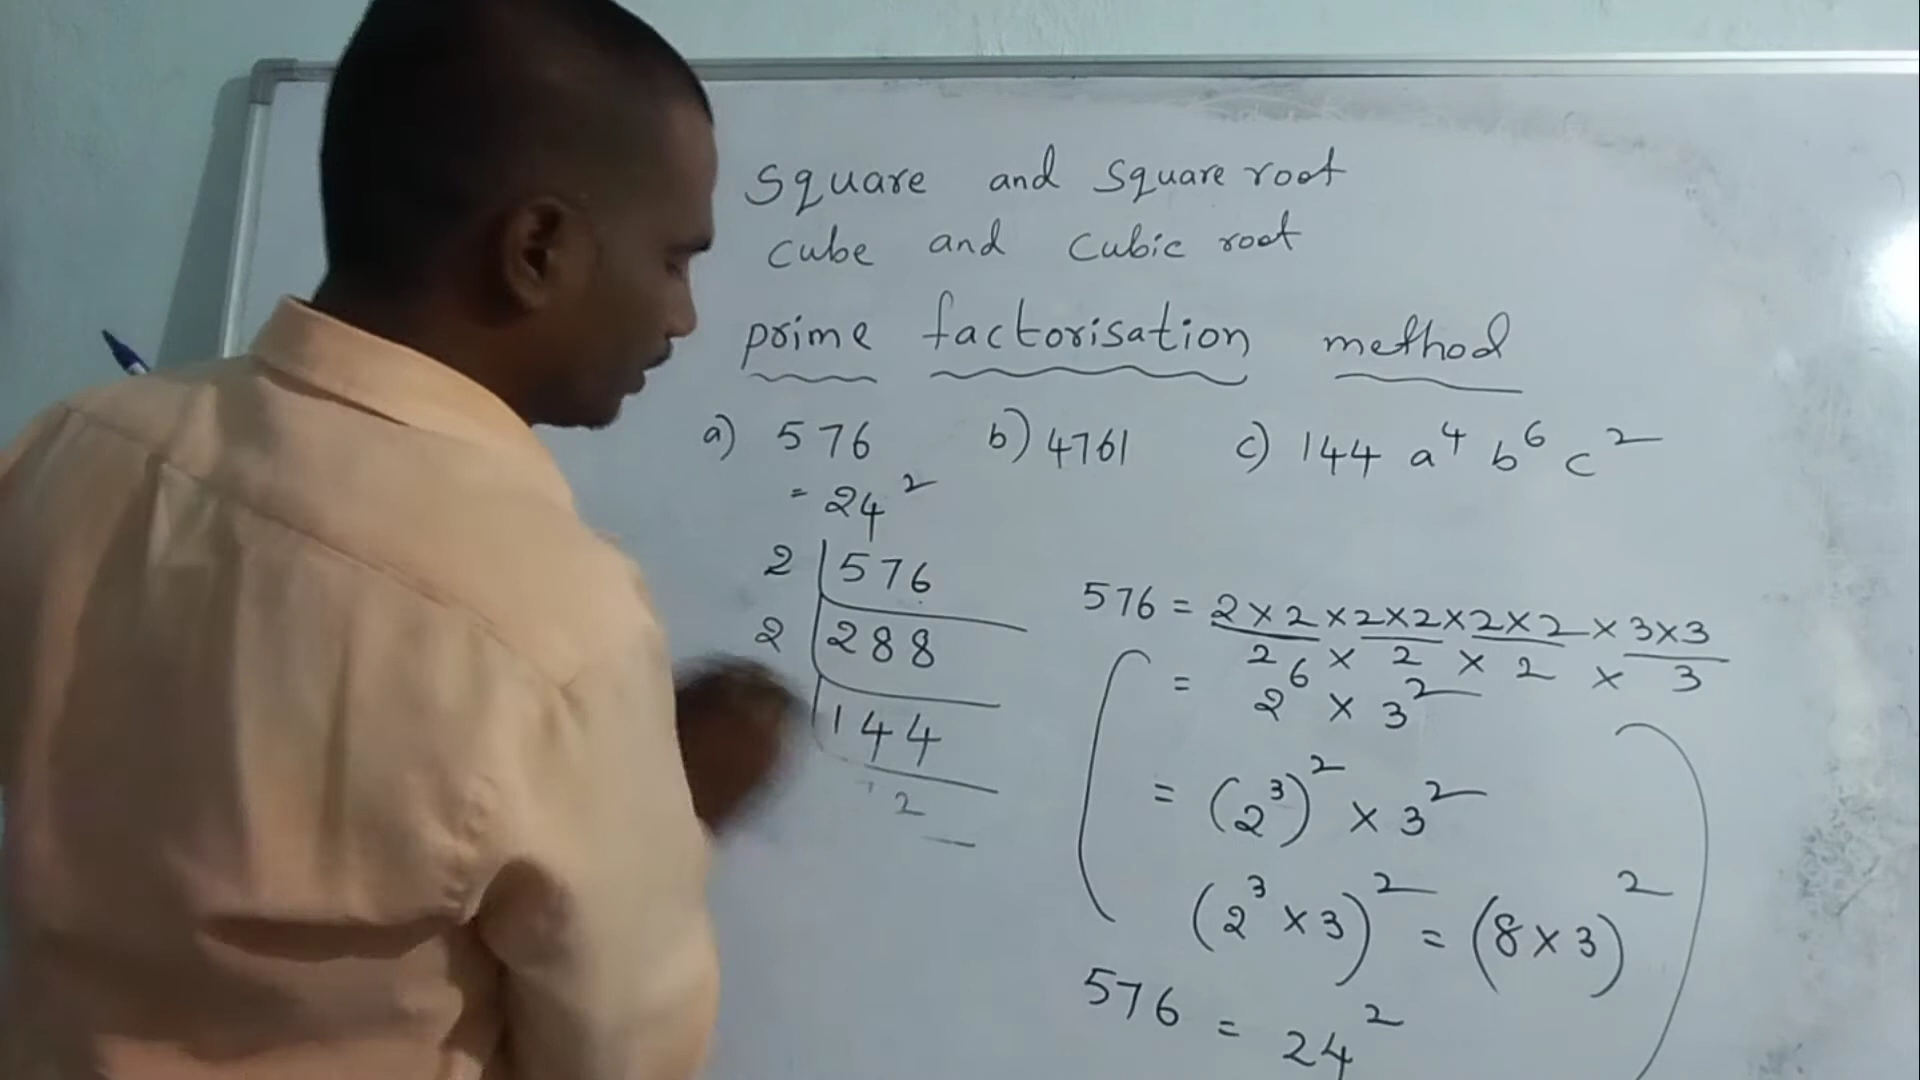 square and square root
cube and cubic root
prime factorisation method
a) 576 b) 4761 c) 144 a⁴ b⁶ c²
= 24²
2 | 576
2 | 288
144
2
576 = 2×2×2×2×2×2×3×3
2 × 2 × 2 × 3
= 2⁶ × 3²
= (2³)² × 3²
(2³×3)² = (8×3)²
576 = 24²